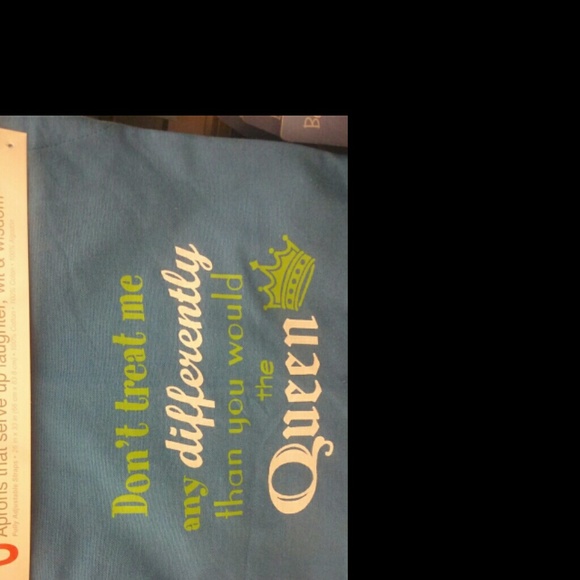 Aprons that serve up laughter, wit & wisdom
Don't treat me
any differently
than you would
the
Queen